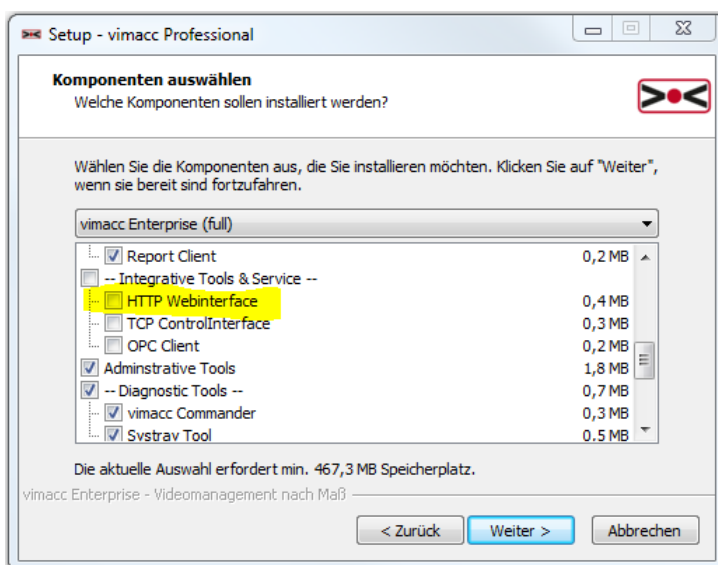 Setup - vimacc Professional
Komponenten auswählen
Welche Komponenten sollen installiert werden?
Wählen Sie die Komponenten aus, die Sie installieren möchten. Klicken Sie auf "Weiter",
wenn sie bereit sind fortzufahren.
vimacc Enterprise (full)
Report Client 0,2 MB
-- Integrative Tools & Service --
HTTP Webinterface 0,4 MB
TCP ControlInterface 0,3 MB
OPC Client 0,2 MB
Adminstrative Tools 1,8 MB
-- Diagnostic Tools -- 0,7 MB
vimacc Commander 0,3 MB
Systray Tool 0,5 MB
Die aktuelle Auswahl erfordert min. 467,3 MB Speicherplatz.
vimacc Enterprise - Videomanagement nach Maß
< Zurück Weiter > Abbrechen